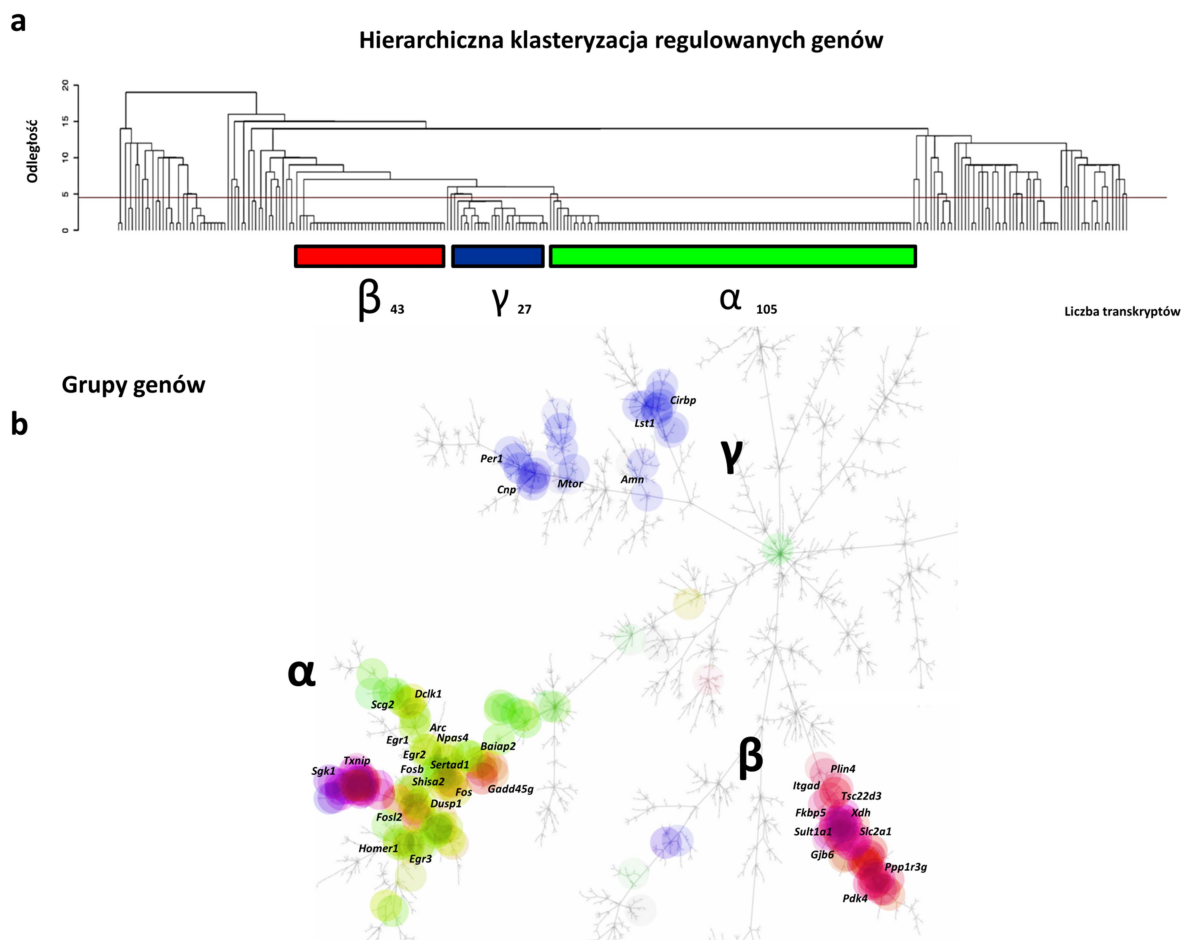 a
Hierarchiczna klasteryzacja regulowanych genów
Odległość
20
15
10
5
0
β 43
γ 27
α 105
Liczba transkryptów
Grupy genów
b
Cirbp
Lst1
γ
Per1
Cnp
Mtor
Amn
α
Dclk1
Scg2
Arc
Egr1
Npas4
Egr2
Baiap2
Txnip
Sgk1
Fosb
Sertad1
Shisa2
Fos
Gadd45g
Dusp1
Fosl2
Homer1
Egr3
β
Plin4
Itgad
Tsc22d3
Fkbp5
Xdh
Sult1a1
Slc2a1
Gjb6
Ppp1r3g
Pdk4